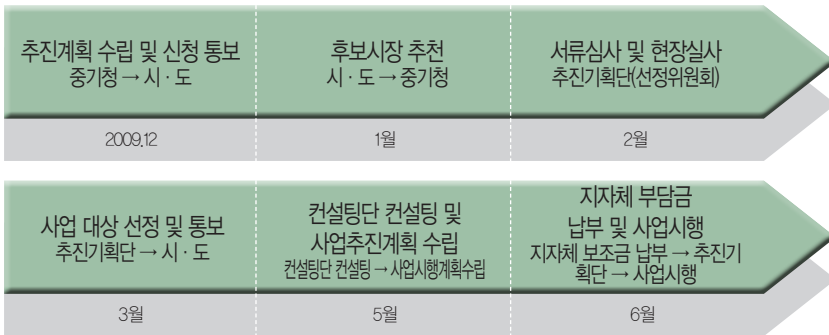 추진계획 수립 및 신청 통보
중기청 → 시 · 도
2009.12
후보시장 추천
시 · 도 → 중기청
1월
서류심사 및 현장실사
추진기획단(선정위원회)
2월
사업 대상 선정 및 통보
추진기획단 → 시 · 도
3월
컨설팅단 컨설팅 및
사업추진계획 수립
컨설팅단 컨설팅 → 사업시행계획수립
5월
지자체 부담금
납부 및 사업시행
지자체 보조금 납부 → 추진기
획단 → 사업시행
6월